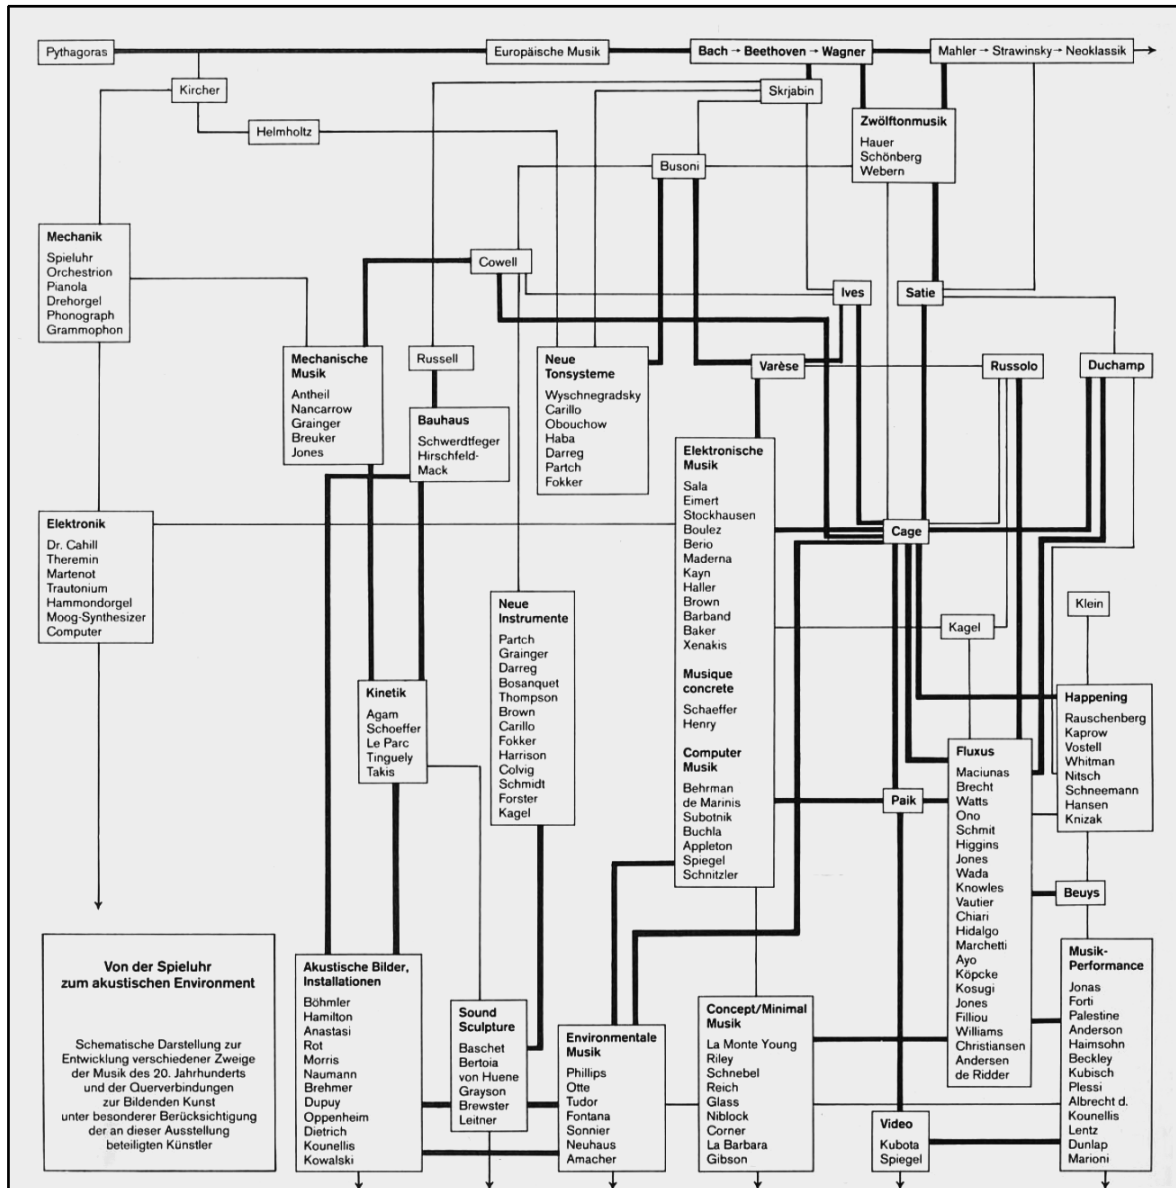 Pythagoras
Europäische Musik
Bach → Beethoven → Wagner
Mahler → Strawinsky → Neoklassik
Kircher
Skrjabin
Helmholtz
Zwölftonmusik
Hauer
Schönberg
Webern
Busoni
Mechanik
Spieluhr
Orchestrion
Pianola
Drehorgel
Phonograph
Grammophon
Cowell
Ives
Satie
Mechanische
Musik
Antheil
Nancarrow
Grainger
Breuker
Jones
Russell
Bauhaus
Schwerdtfeger
Hirschfeld-
Mack
Neue
Tonsysteme
Wyschnegradsky
Carillo
Obouchow
Haba
Darreg
Partch
Fokker
Varèse
Russolo
Duchamp
Elektronische
Musik
Sala
Eimert
Stockhausen
Boulez
Berio
Maderna
Kayn
Haller
Brown
Barband
Baker
Xenakis
Musique
concrete
Schaeffer
Henry
Computer
Musik
Behrman
de Marinis
Subotnik
Buchla
Appleton
Spiegel
Schnitzler
Elektronik
Dr. Cahill
Theremin
Martenot
Trautonium
Hammondorgel
Moog-Synthesizer
Computer
Cage
Neue
Instrumente
Partch
Grainger
Darreg
Bosanquet
Thompson
Brown
Carillo
Fokker
Harrison
Colvig
Schmidt
Forster
Kagel
Kagel
Klein
Kinetik
Agam
Schoeffer
Le Parc
Tinguely
Takis
Happening
Rauschenberg
Kaprow
Vostell
Whitman
Nitsch
Schneemann
Hansen
Knizak
Fluxus
Maciunas
Brecht
Watts
Ono
Schmit
Higgins
Jones
Wada
Knowles
Vautier
Chiari
Hidalgo
Marchetti
Ayo
Köpcke
Kosugi
Jones
Filliou
Williams
Christiansen
Andersen
de Ridder
Paik
Beuys
Von der Spieluhr
zum akustischen Environment
Schematische Darstellung zur
Entwicklung verschiedener Zweige
der Musik des 20. Jahrhunderts
und der Querverbindungen
zur Bildenden Kunst
unter besonderer Berücksichtigung
der an dieser Ausstellung
beteiligten Künstler
Akustische Bilder,
Installationen
Böhmler
Hamilton
Anastasi
Rot
Morris
Naumann
Brehmer
Dupuy
Oppenheim
Dietrich
Kounellis
Kowalski
Sound
Sculpture
Baschet
Bertoia
von Huene
Grayson
Brewster
Leitner
Environmentale
Musik
Phillips
Otte
Tudor
Fontana
Sonnier
Neuhaus
Amacher
Concept/Minimal
Musik
La Monte Young
Riley
Schnebel
Reich
Glass
Niblock
Corner
La Barbara
Gibson
Video
Kubota
Spiegel
Musik-
Performance
Jonas
Forti
Palestine
Anderson
Haimsohn
Beckley
Kubisch
Plessi
Albrecht d.
Kounellis
Lentz
Dunlap
Marioni